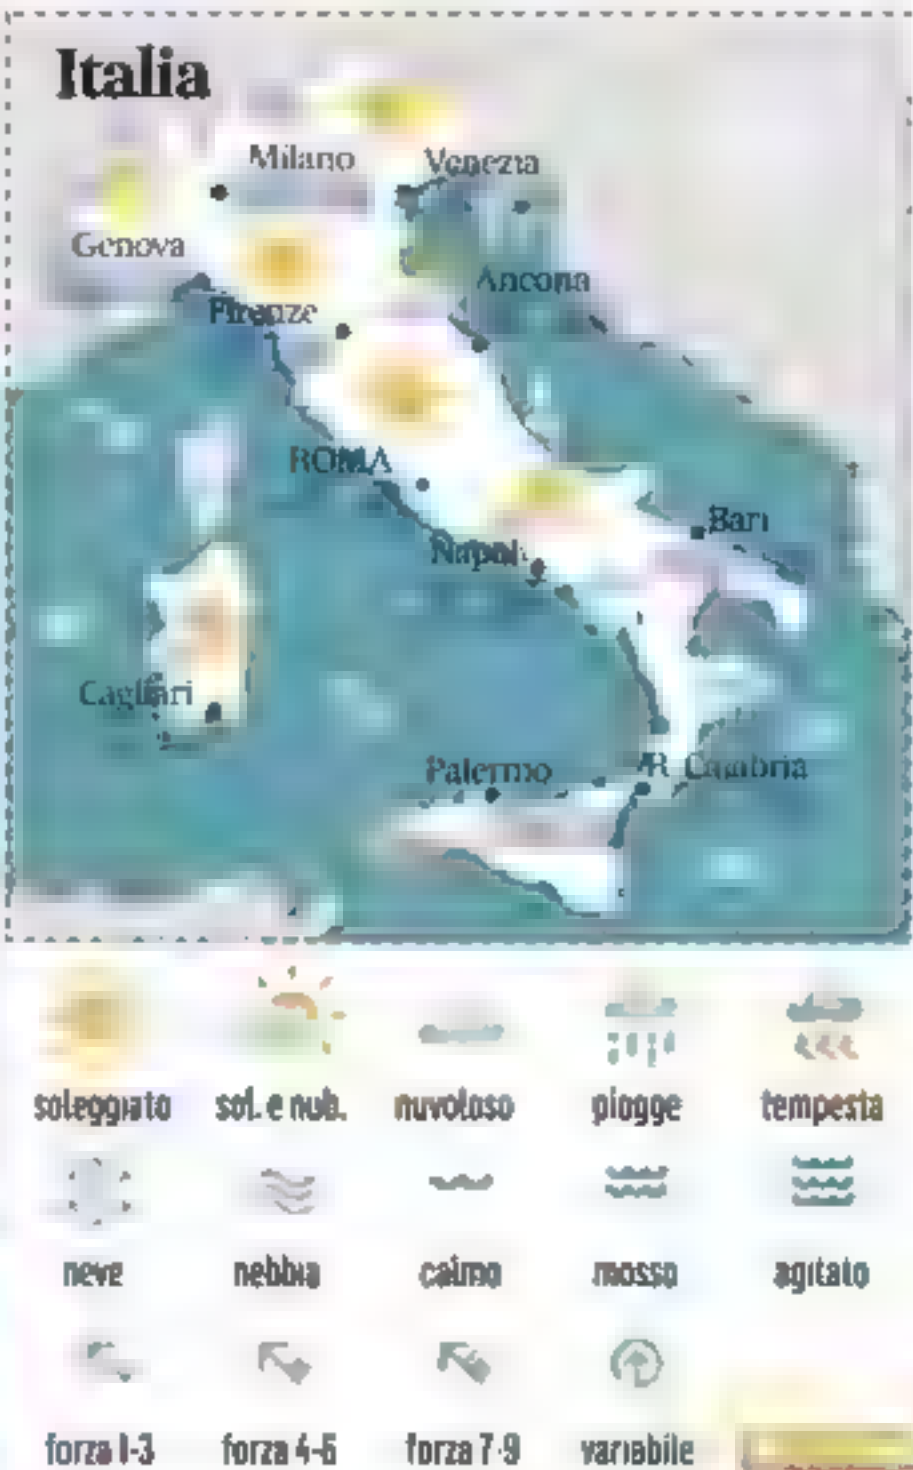 Italia
Milano
Venezia
Genova
Ancona
Firenze
ROMA
Bari
Napoli
Cagliari
Palermo
R. Calabria
soleggiato
sol. e nub.
nuvoloso
piogge
tempesta
neve
nebbia
calmo
mosso
agitato
forza 1-3
forza 4-6
forza 7-9
variabile